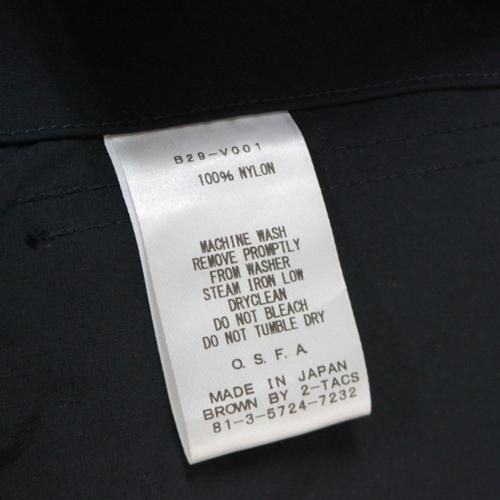 B29-V001
100% NYLON
MACHINE WASH
REMOVE PROMPTLY
FROM WASHER
STEAM IRON LOW
DRYCLEAN
DO NOT BLEACH
DO NOT TUMBLE DRY
O.S.F.A.
MADE IN JAPAN
BROWN BY 2-TACS
81-3-5724-7232